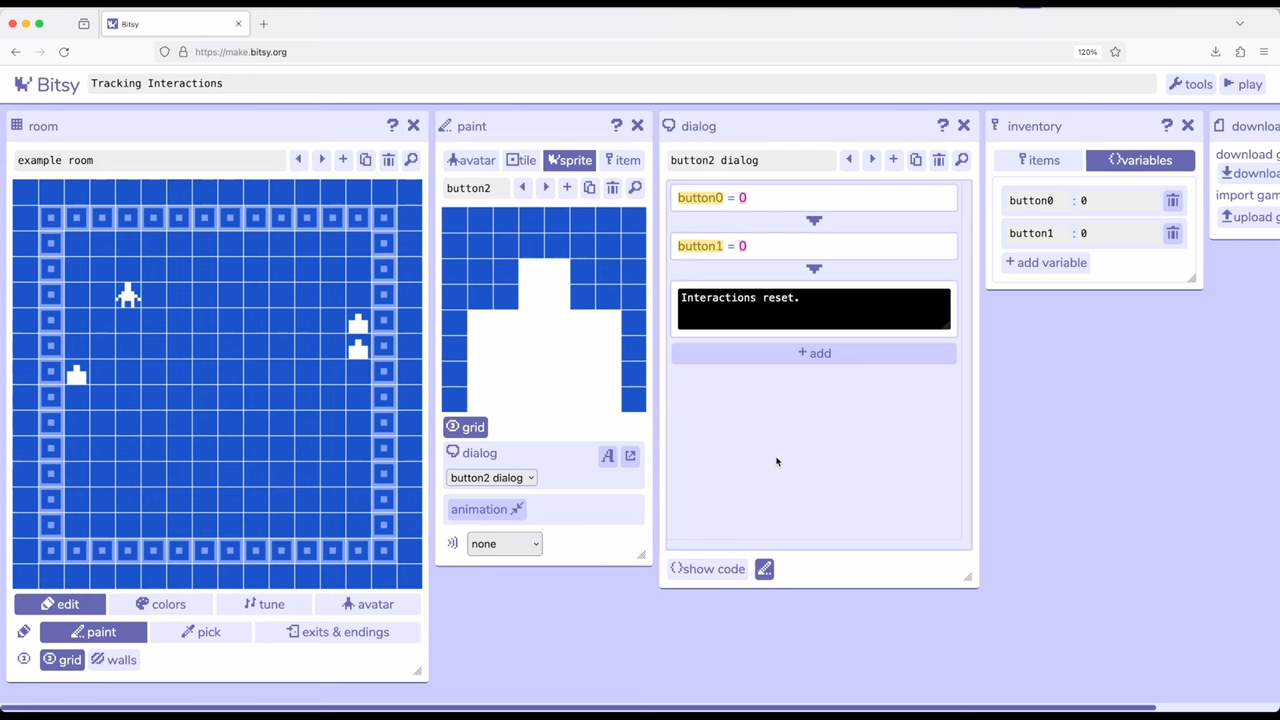 Bitsy
https://make.bitsy.org
120%
Bitsy
Tracking Interactions
tools
play
room
?
example room
edit
colors
tune
avatar
paint
pick
exits & endings
grid
walls
paint
?
avatar
tile
sprite
item
button2
grid
dialog
A
button2 dialog
animation
none
dialog
?
button2 dialog
button0 = 0
button1 = 0
Interactions reset.
+ add
{}show code
inventory
?
items
{}variables
button0 : 0
button1 : 0
+ add variable
downloa
download g
downloa
import gam
upload g